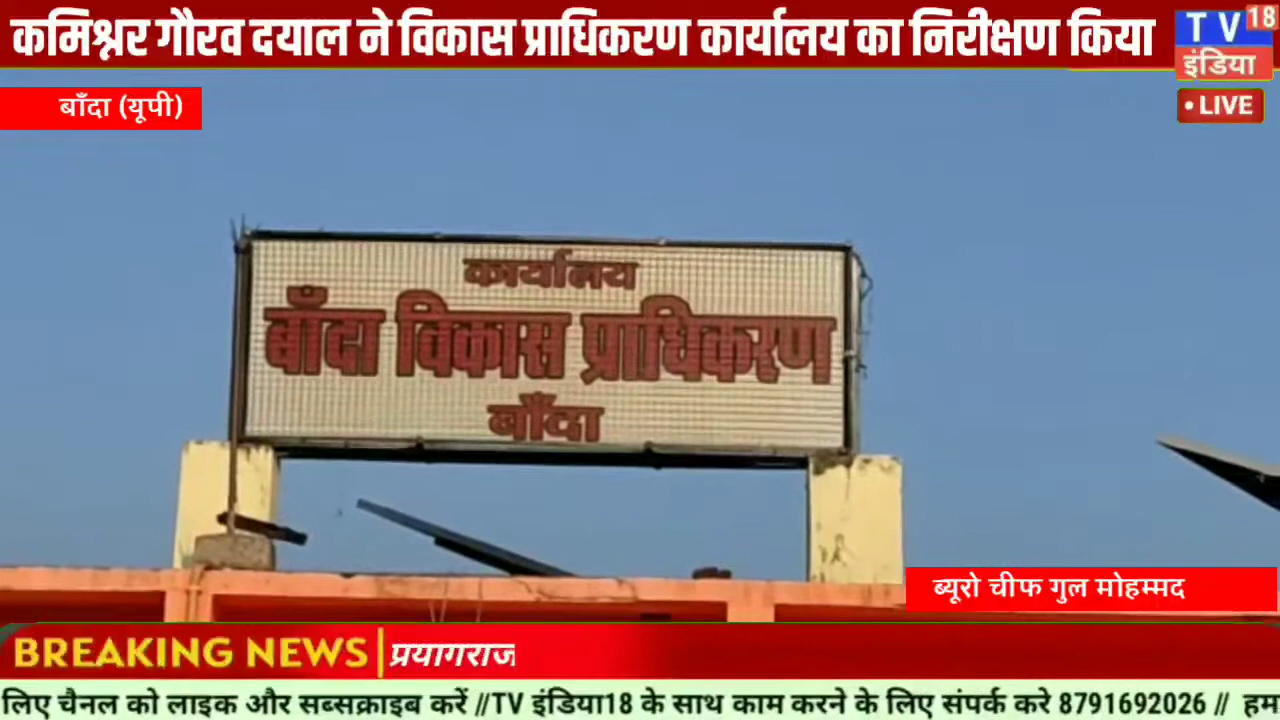 कमिश्नर गौरव दयाल ने विकास प्राधिकरण कार्यालय का निरीक्षण किया
TV 18
इंडिया
• LIVE
बाँदा (यूपी)
कार्यालय
बाँदा विकास प्राधिकरण
बाँदा
ब्यूरो चीफ गुल मोहम्मद
BREAKING NEWS प्रयागराज
लिए चैनल को लाइक और सब्सक्राइब करें //TV इंडिया18 के साथ काम करने के लिए संपर्क करे 8791692026 // हम